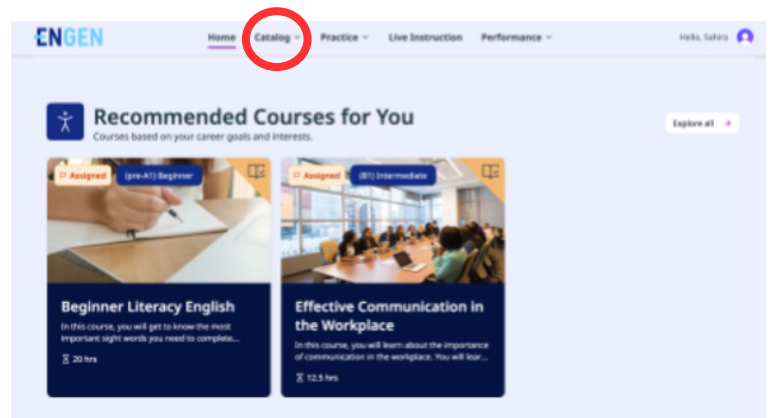 ENGEN
Home Catalog Practice Live Instruction Performance Hello, Sahira
Recommended Courses for You
Courses based on your career goals and interests.
Explore all
Assigned (pre-A1) Beginner
Beginner Literacy English
In this course, you will get to know the most
important sight words you need to complete...
20 hrs
Assigned (B1) Intermediate
Effective Communication in
the Workplace
In this course, you will learn about the importance
of communication in the workplace. You will lear...
12.5 hrs